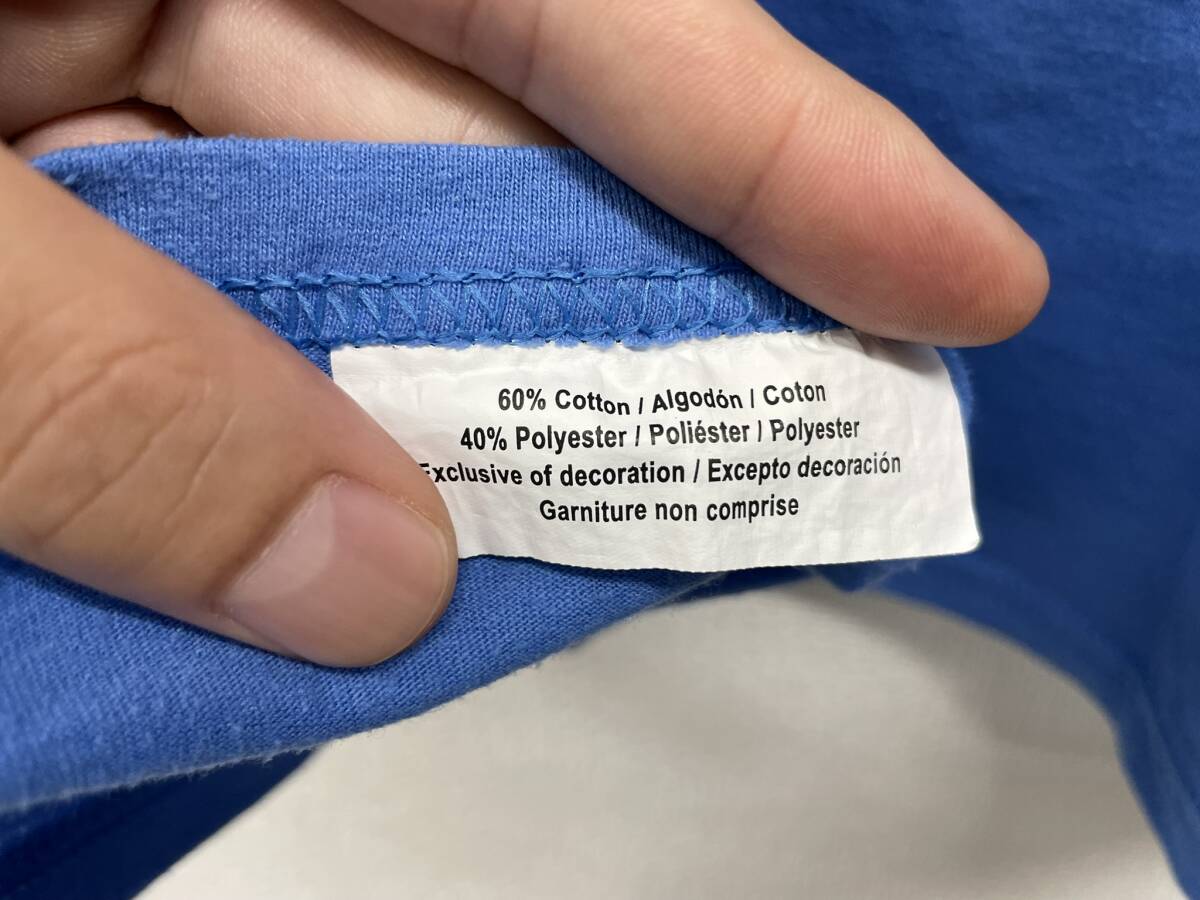 60% Cotton / Algodón / Coton
40% Polyester / Poliéster / Polyester
Exclusive of decoration / Excepto decoración
Garniture non comprise